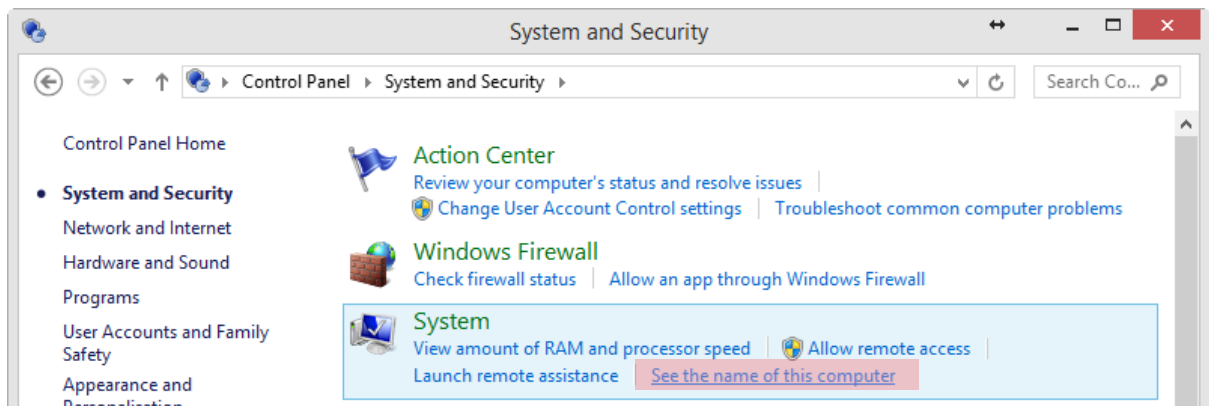 System and Security
Control Panel System and Security Search Co...
Control Panel Home
System and Security
Network and Internet
Hardware and Sound
Programs
User Accounts and Family
Safety
Appearance and
Personalisation
Action Center
Review your computer's status and resolve issues
Change User Account Control settings Troubleshoot common computer problems
Windows Firewall
Check firewall status Allow an app through Windows Firewall
System
View amount of RAM and processor speed Allow remote access
Launch remote assistance See the name of this computer